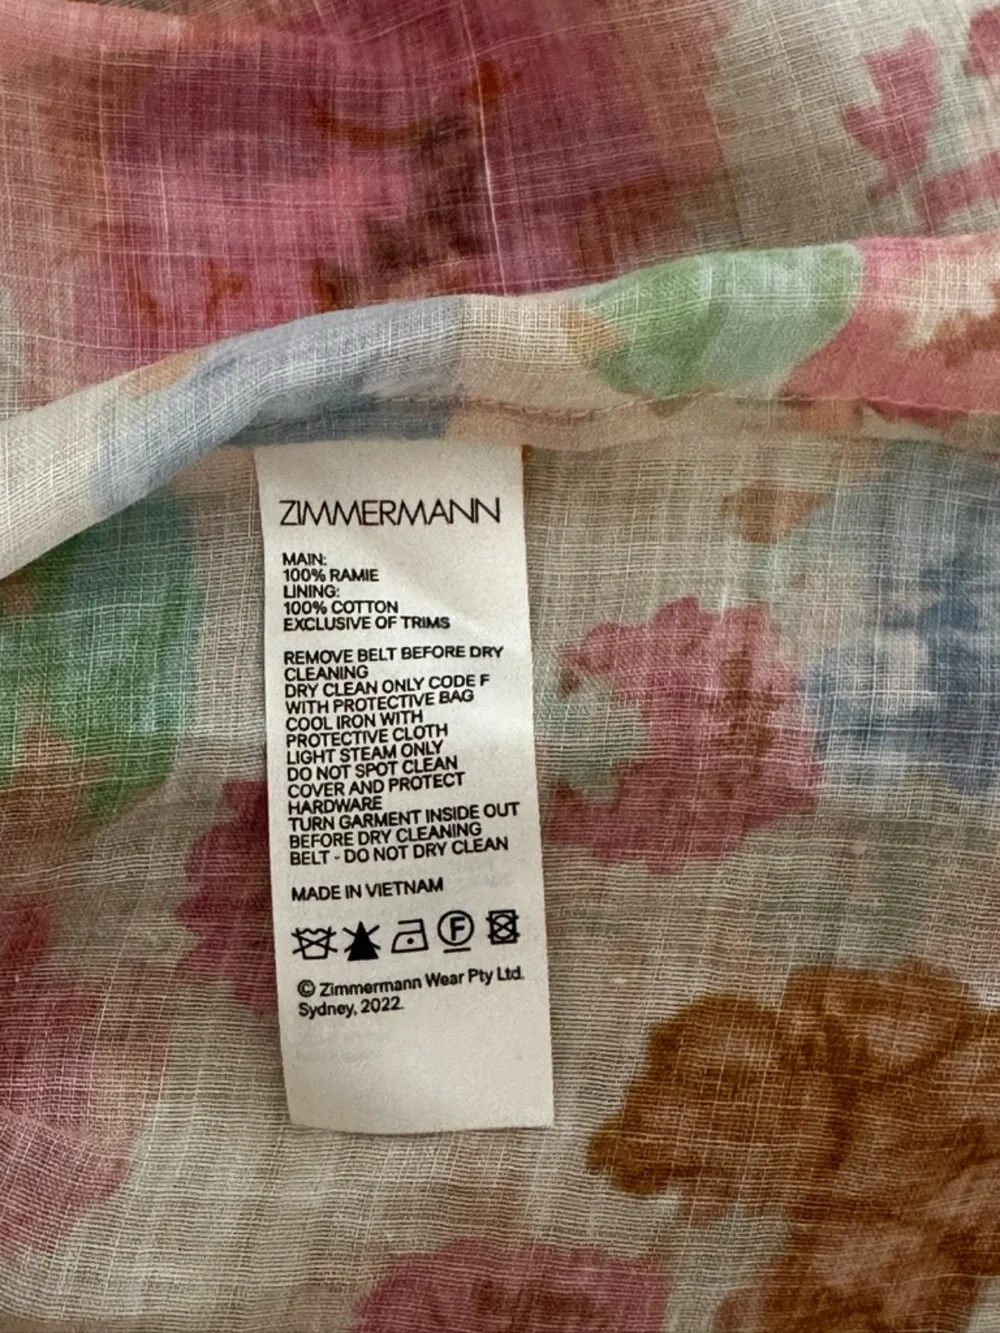 ZIMMERMANN
MAIN:
100% RAMIE
LINING:
100% COTTON
EXCLUSIVE OF TRIMS
REMOVE BELT BEFORE DRY
CLEANING
DRY CLEAN ONLY CODE F
WITH PROTECTIVE BAG
COOL IRON WITH
PROTECTIVE CLOTH
LIGHT STEAM ONLY
DO NOT SPOT CLEAN
COVER AND PROTECT
HARDWARE
TURN GARMENT INSIDE OUT
BEFORE DRY CLEANING
BELT - DO NOT DRY CLEAN
MADE IN VIETNAM
F
© Zimmermann Wear Pty Ltd.
Sydney, 2022.